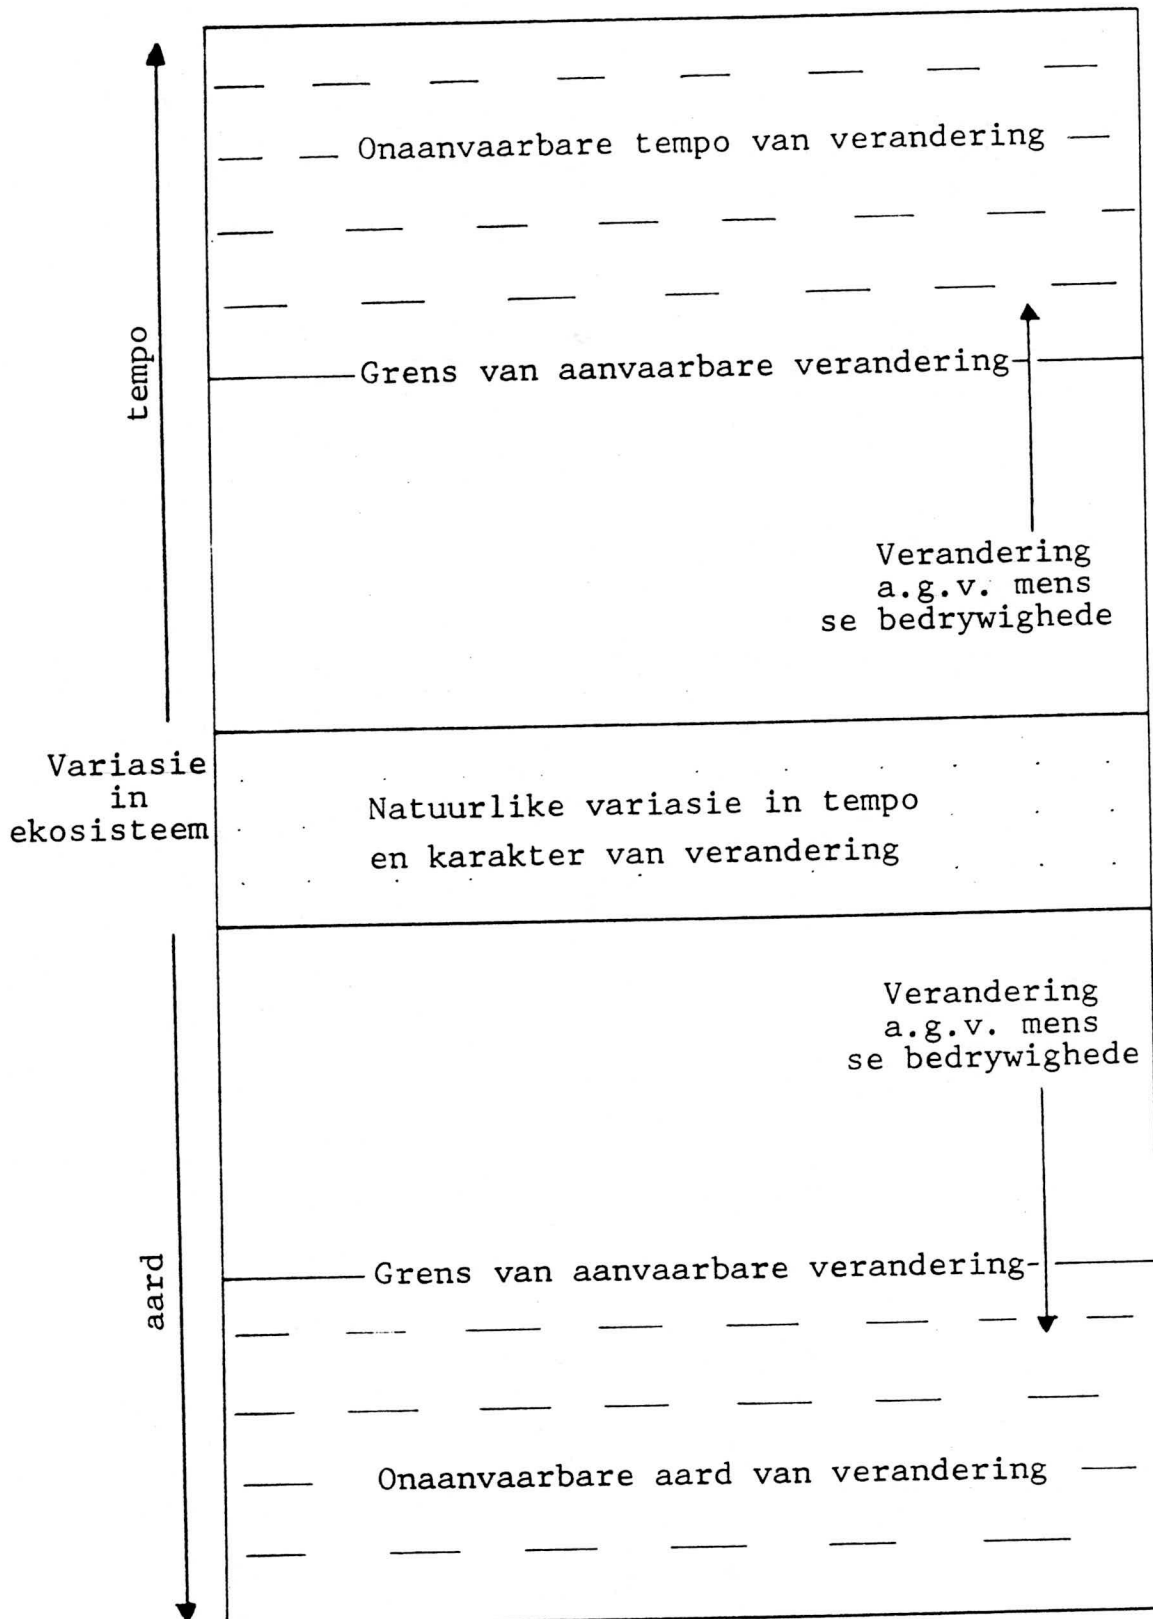 Onaanvaarbare tempo van verandering
tempo
Grens van aanvaarbare verandering
Verandering
a.g.v. mens
se bedrywighede
Variasie
in
ekosisteem
Natuurlike variasie in tempo
en karakter van verandering
Verandering
a.g.v. mens
se bedrywighede
aard
Grens van aanvaarbare verandering
Onaanvaarbare aard van verandering